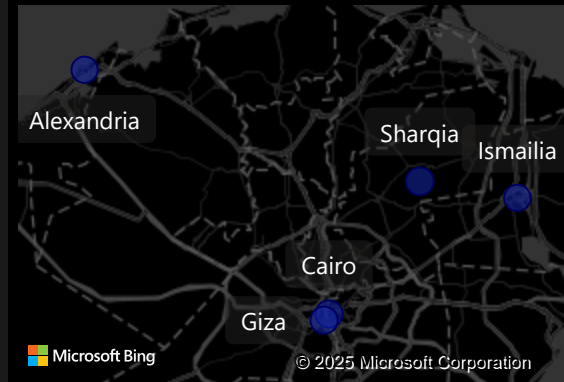 Alexandria
Sharqia
Ismailia
Cairo
Giza
Microsoft Bing
© 2025 Microsoft Corporation